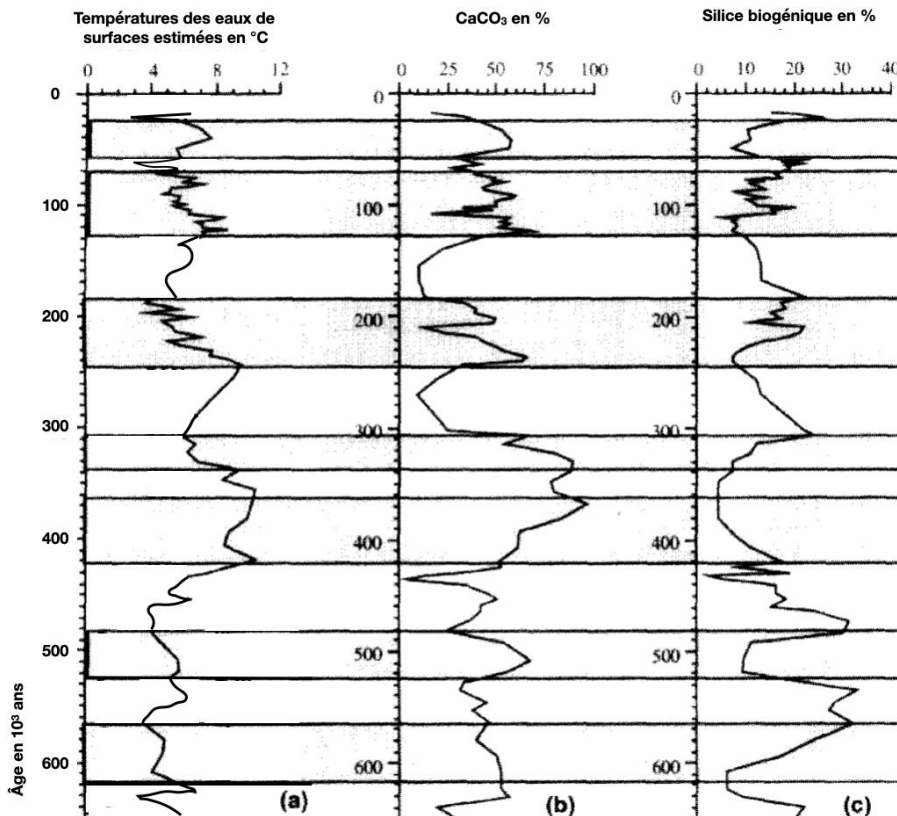 Températures des eaux de
surfaces estimées en °C
CaCO₃ en %
Silice biogénique en %
0 4 8 12
0 25 50 75 100
0 10 20 30 40
0
100
200
300
400
500
600
0
100
200
300
400
500
600
0
100
200
300
400
500
600
Âge en 10³ ans
(a)
(b)
(c)